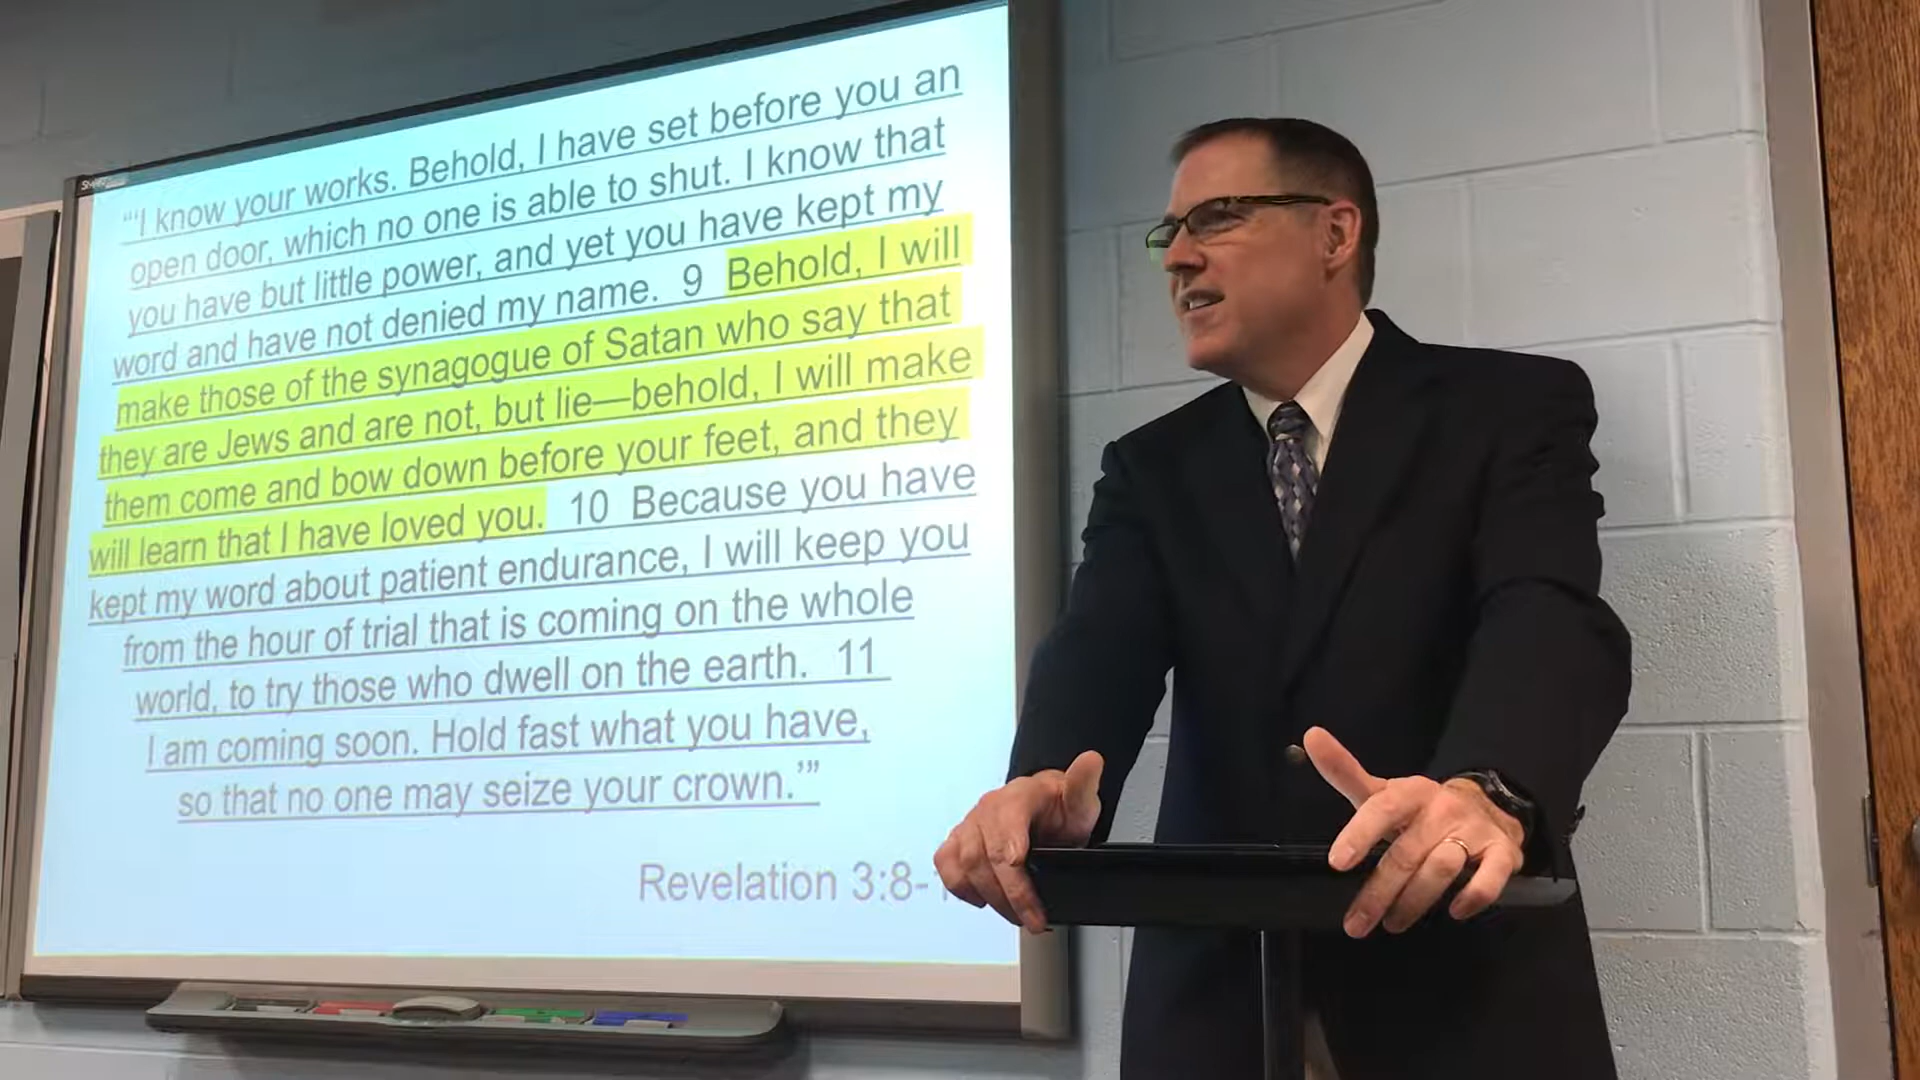 SMART
“‘I know your works. Behold, I have set before you an
open door, which no one is able to shut. I know that
you have but little power, and yet you have kept my
word and have not denied my name. 9 Behold, I will
make those of the synagogue of Satan who say that
they are Jews and are not, but lie—behold, I will make
them come and bow down before your feet, and they
will learn that I have loved you. 10 Because you have
kept my word about patient endurance, I will keep you
from the hour of trial that is coming on the whole
world, to try those who dwell on the earth. 11
I am coming soon. Hold fast what you have,
so that no one may seize your crown.’”
Revelation 3:8-